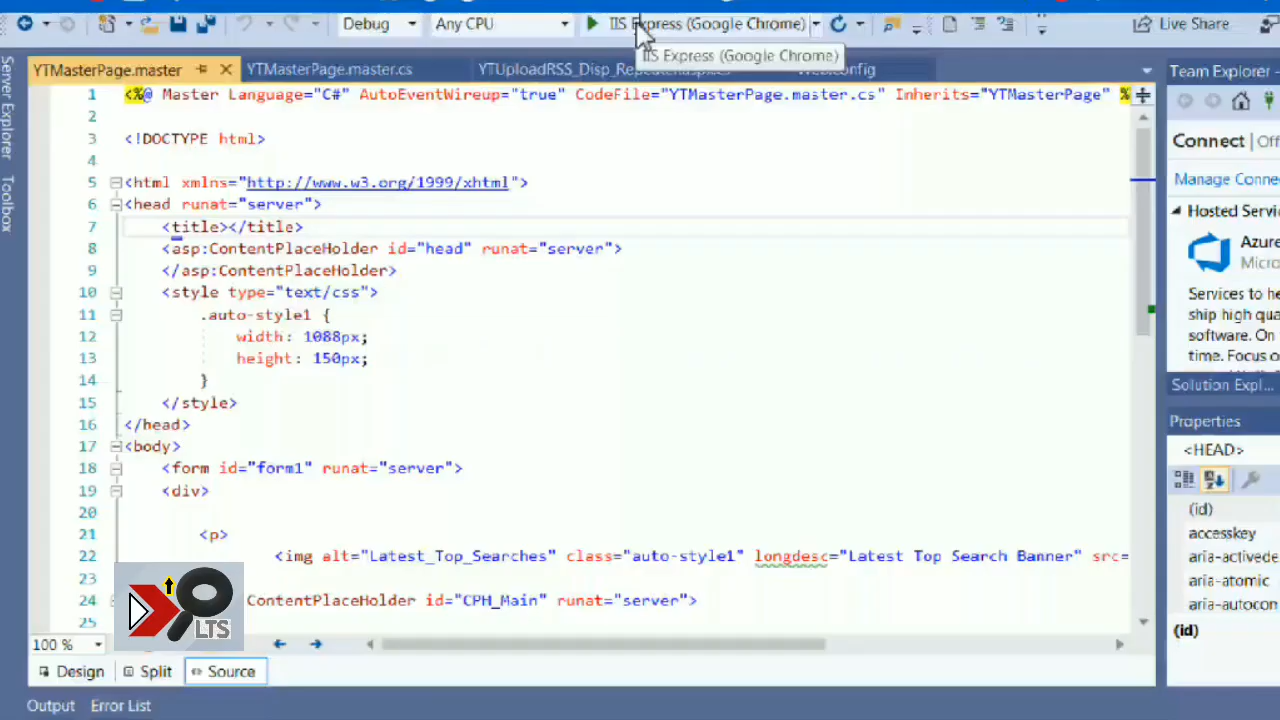 Debug Any CPU IIS Express (Google Chrome) Live Share
IIS Express (Google Chrome)
YTMasterPage.master YTMasterPage.master.cs
Team Explorer
Server Explorer
Toolbox
1 <%@ Master Language="C#" AutoEventWireup="true" CodeFile="YTMasterPage.master.cs" Inherits="YTMasterPage" %
2
3 <!DOCTYPE html>
4
5 <html xmlns="http://www.w3.org/1999/xhtml">
6 <head runat="server">
7 <title></title>
8 <asp:ContentPlaceHolder id="head" runat="server">
9 </asp:ContentPlaceHolder>
10 <style type="text/css">
11 .auto-style1 {
12 width: 1088px;
13 height: 150px;
14 }
15 </style>
16 </head>
17 <body>
18 <form id="form1" runat="server">
19 <div>
20
21 <p>
22 <img alt="Latest_Top_Searches" class="auto-style1" longdesc="Latest Top Search Banner" src=
23
24 ContentPlaceHolder id="CPH_Main" runat="server">
25
LTS
100 %
Design Split Source
Output Error List
Connect Off
Manage Conne
Hosted Servi
Azure
Micro
Services to he
ship high qua
software. On
time. Focus o
Solution Expl...
Properties
<HEAD>
(id)
accesskey
aria-activede
aria-atomic
aria-autocon
(id)